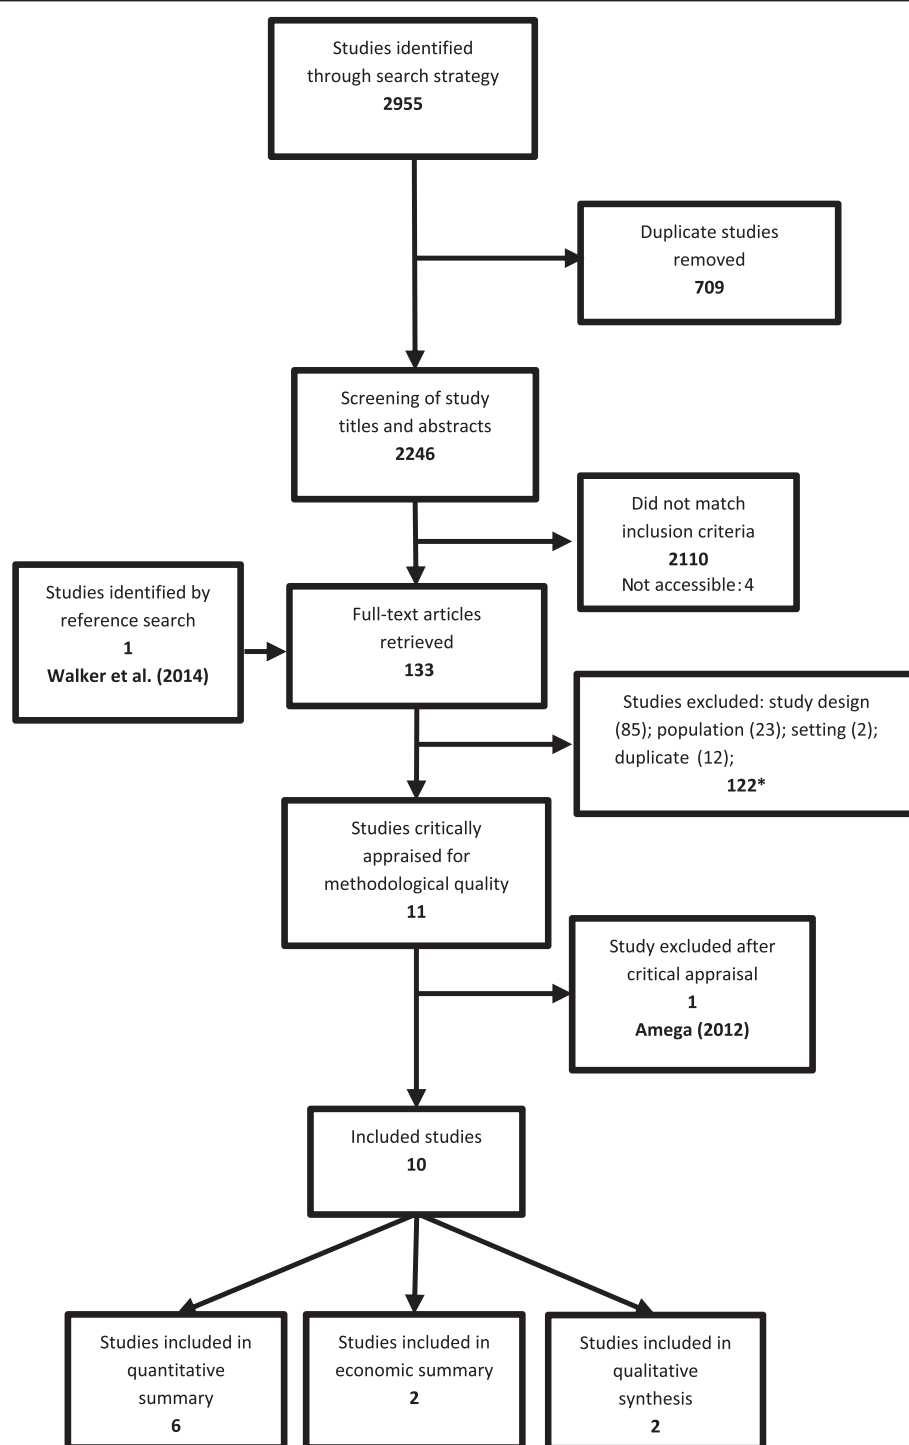 Studies identified
through search strategy
2955
Duplicate studies
removed
709
Screening of study
titles and abstracts
2246
Did not match
inclusion criteria
2110
Not accessible: 4
Studies identified by
reference search
1
Walker et al. (2014)
Full-text articles
retrieved
133
Studies excluded: study design
(85); population (23); setting (2);
duplicate (12);
122*
Studies critically
appraised for
methodological quality
11
Study excluded after
critical appraisal
1
Amega (2012)
Included studies
10
Studies included in
quantitative
summary
6
Studies included in
economic summary
2
Studies included in
qualitative
synthesis
2